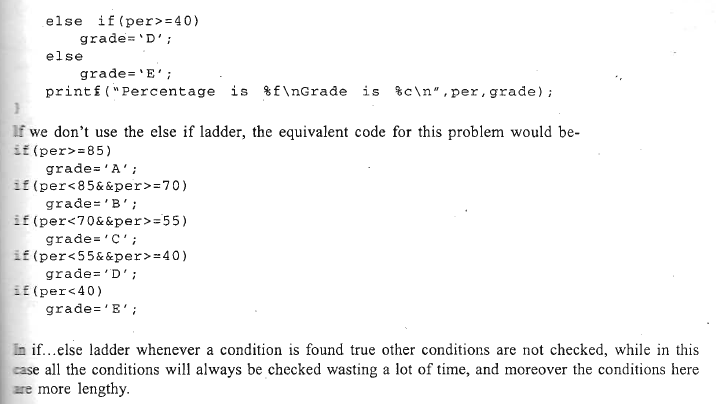 else if(per>=40)
grade=‘D’;
else
grade=‘E’;
printf("Percentage is %f\nGrade is %c\n",per,grade);
}
If we don't use the else if ladder, the equivalent code for this problem would be-
if(per>=85)
grade=’A’;
if(per<85&&per>=70)
grade=’B’;
if(per<70&&per>=55)
grade=’C’;
if(per<55&&per>=40)
grade=’D’;
if(per<40)
grade=’E’;
In if...else ladder whenever a condition is found true other conditions are not checked, while in this
case all the conditions will always be checked wasting a lot of time, and moreover the conditions here
are more lengthy.